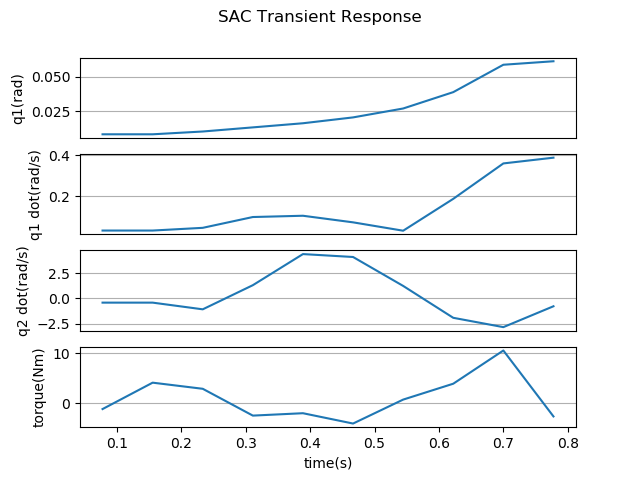 SAC Transient Response
q1(rad)
0.050
0.025
q1 dot(rad/s)
0.4
0.2
q2 dot(rad/s)
2.5
0.0
−2.5
torque(Nm)
10
0
0.1 0.2 0.3 0.4 0.5 0.6 0.7 0.8
time(s)